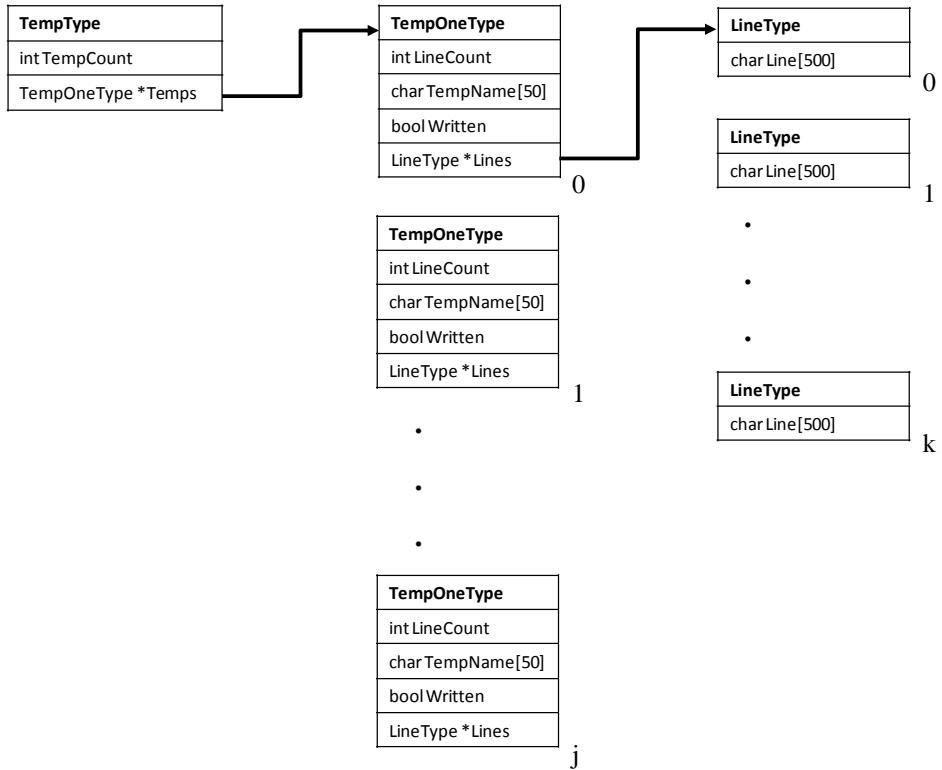 TempType
int TempCount
TempOneType *Temps
TempOneType
int LineCount
char TempName[50]
bool Written
LineType *Lines
0
TempOneType
int LineCount
char TempName[50]
bool Written
LineType *Lines
1
TempOneType
int LineCount
char TempName[50]
bool Written
LineType *Lines
j
LineType
char Line[500]
0
LineType
char Line[500]
1
LineType
char Line[500]
k